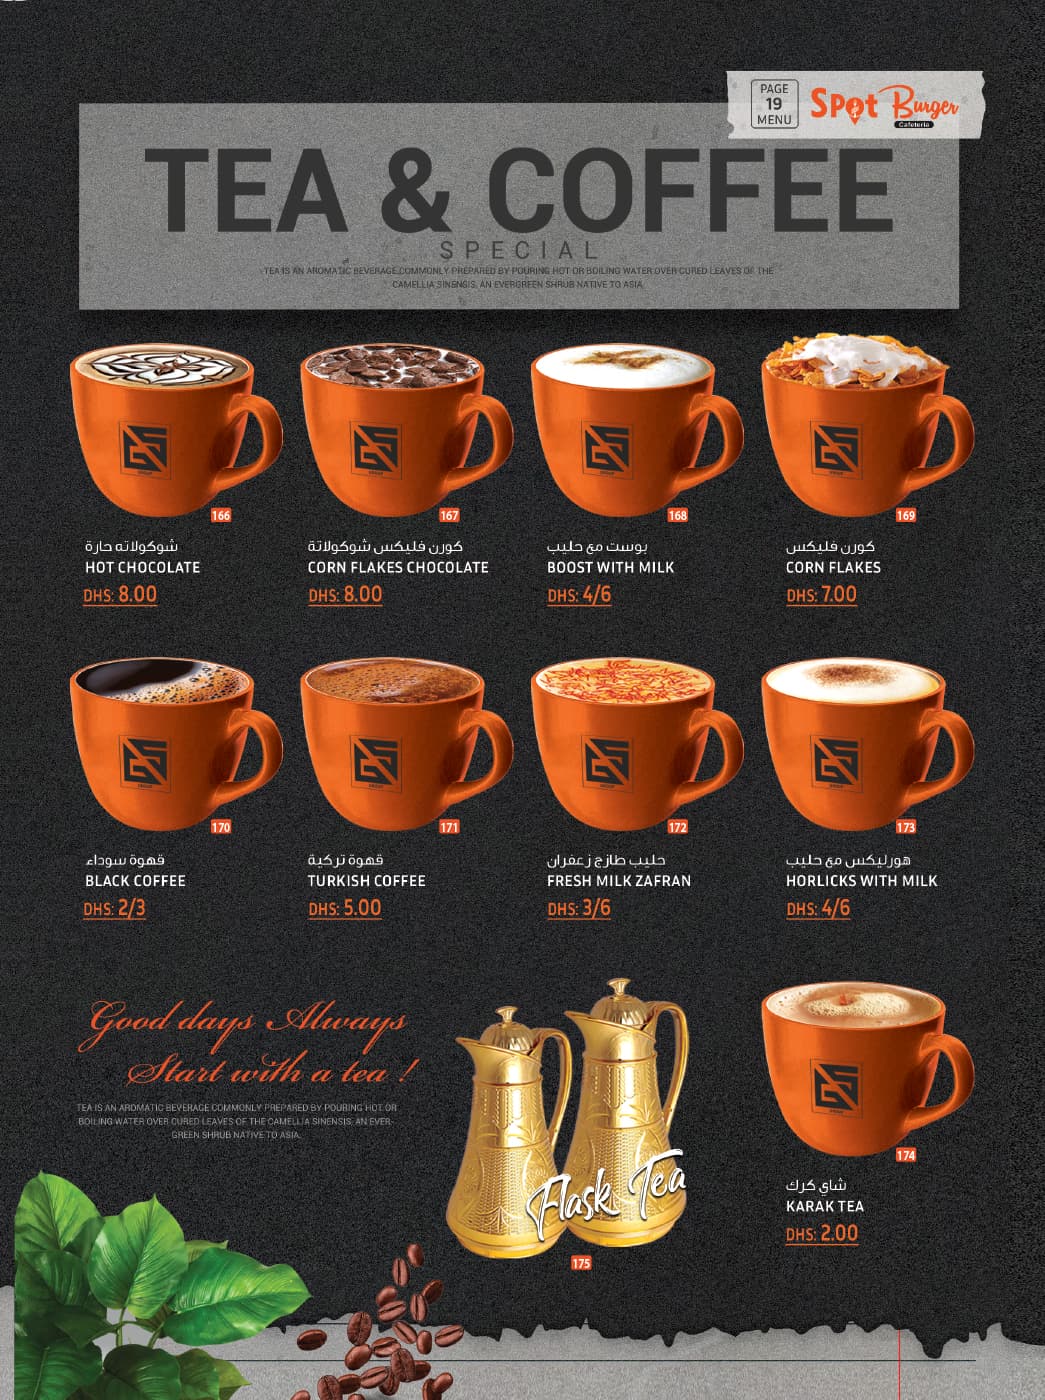 PAGE
19
MENU
Spot Burger
Cafeteria
TEA & COFFEE
SPECIAL
TEA IS AN AROMATIC BEVERAGE COMMONLY PREPARED BY POURING HOT OR BOILING WATER OVER CURED LEAVES OF THE
CAMELLIA SINENSIS, AN EVERGREEN SHRUB NATIVE TO ASIA.
166
شوكولاته حارة
HOT CHOCOLATE
DHS: 8.00
167
كورن فليكس شوكولاتة
CORN FLAKES CHOCOLATE
DHS: 8.00
168
بوست مع حليب
BOOST WITH MILK
DHS: 4/6
169
كورن فليكس
CORN FLAKES
DHS: 7.00
170
قهوة سوداء
BLACK COFFEE
DHS: 2/3
171
قهوة تركية
TURKISH COFFEE
DHS: 5.00
172
حليب طازج زعفران
FRESH MILK ZAFRAN
DHS: 3/6
173
هورليكس مع حليب
HORLICKS WITH MILK
DHS: 4/6
Good days Always
Start with a tea !
TEA IS AN AROMATIC BEVERAGE COMMONLY PREPARED BY POURING HOT OR
BOILING WATER OVER CURED LEAVES OF THE CAMELLIA SINENSIS, AN EVER
GREEN SHRUB NATIVE TO ASIA.
Flask Tea
175
174
شاي كرك
KARAK TEA
DHS: 2.00